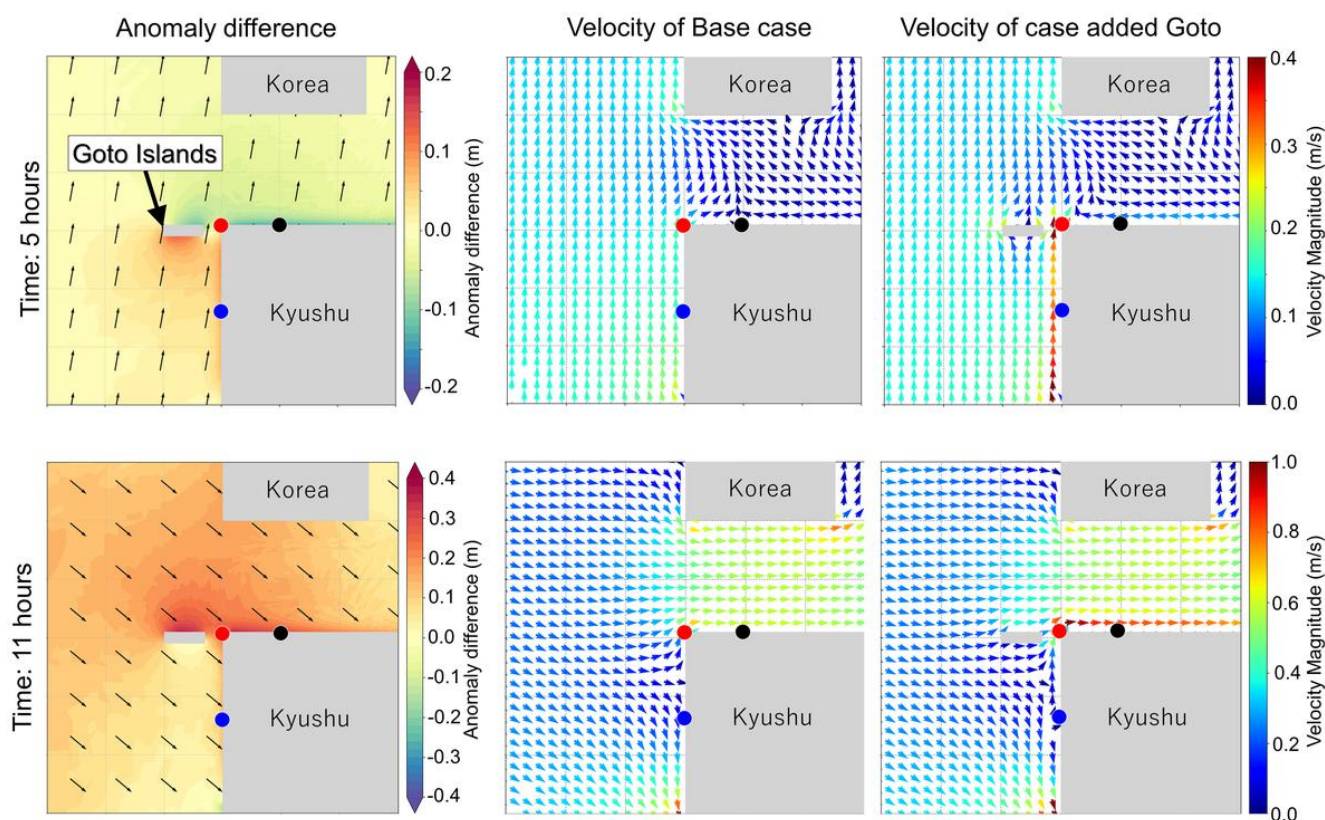 Anomaly difference
Velocity of Base case
Velocity of case added Goto
Time: 5 hours
Korea
Goto Islands
Kyushu
0.2
0.1
0.0
-0.1
-0.2
Anomaly difference (m)
Korea
Kyushu
Korea
Kyushu
0.4
0.3
0.2
0.1
0.0
Velocity Magnitude (m/s)
Time: 11 hours
Korea
Kyushu
0.4
0.3
0.2
0.1
0.0
-0.1
-0.2
-0.3
-0.4
Anomaly difference (m)
Korea
Kyushu
Korea
Kyushu
1.0
0.8
0.6
0.4
0.2
0.0
Velocity Magnitude (m/s)